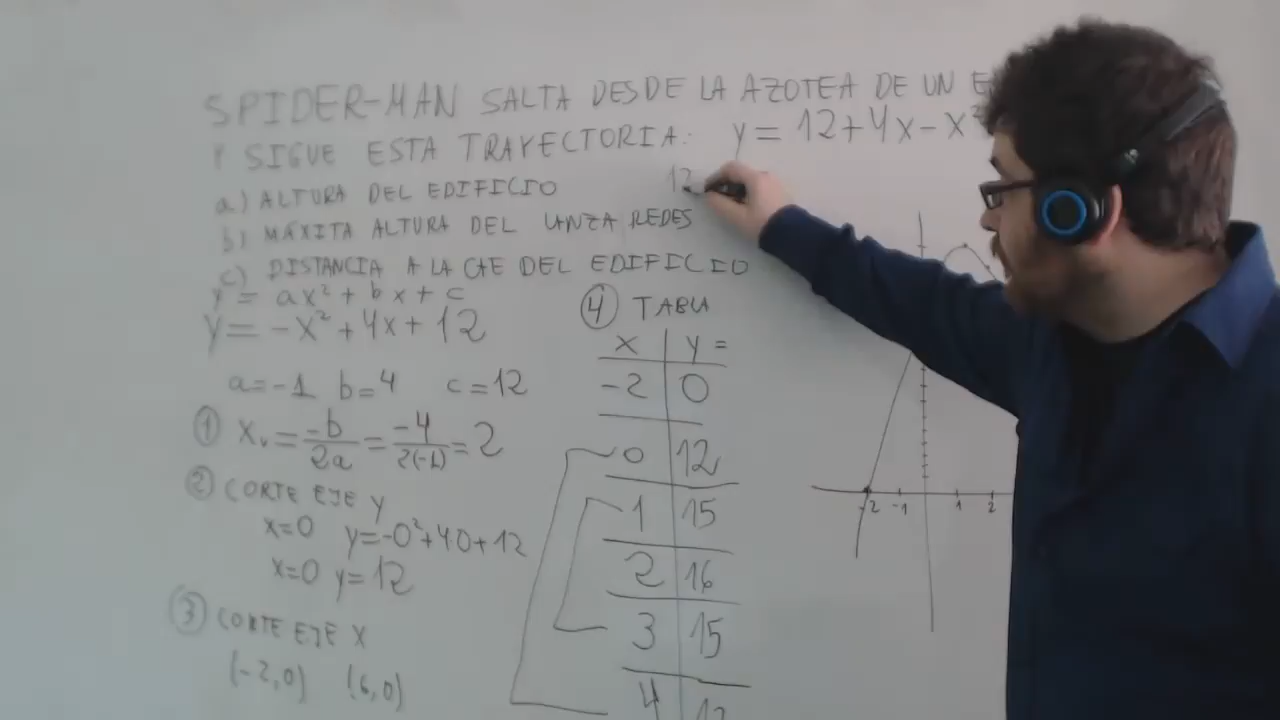 SPIDER-MAN SALTA DESDE LA AZOTEA DE UN E
Y SIGUE ESTA TRAYECTORIA: y = 12+4x-x²
a) ALTURA DEL EDIFICIO 12
b) MÁXIMA ALTURA DEL LANZA REDES
c) DISTANCIA A LA CAE DEL EDIFICIO
y = ax² + bx + c
y = -x² + 4x + 12
a=-1 b=4 c=12
① Xv = -b/2a = -4/2(-1) = 2
② CORTE EJE Y
x=0 y=-0²+4·0+12
x=0 y=12
③ CORTE EJE X
(-2,0) (6,0)
④ TABLA
x y =
-2 0
0 12
1 15
2 16
3 15
4 12
-2 -1 1 2